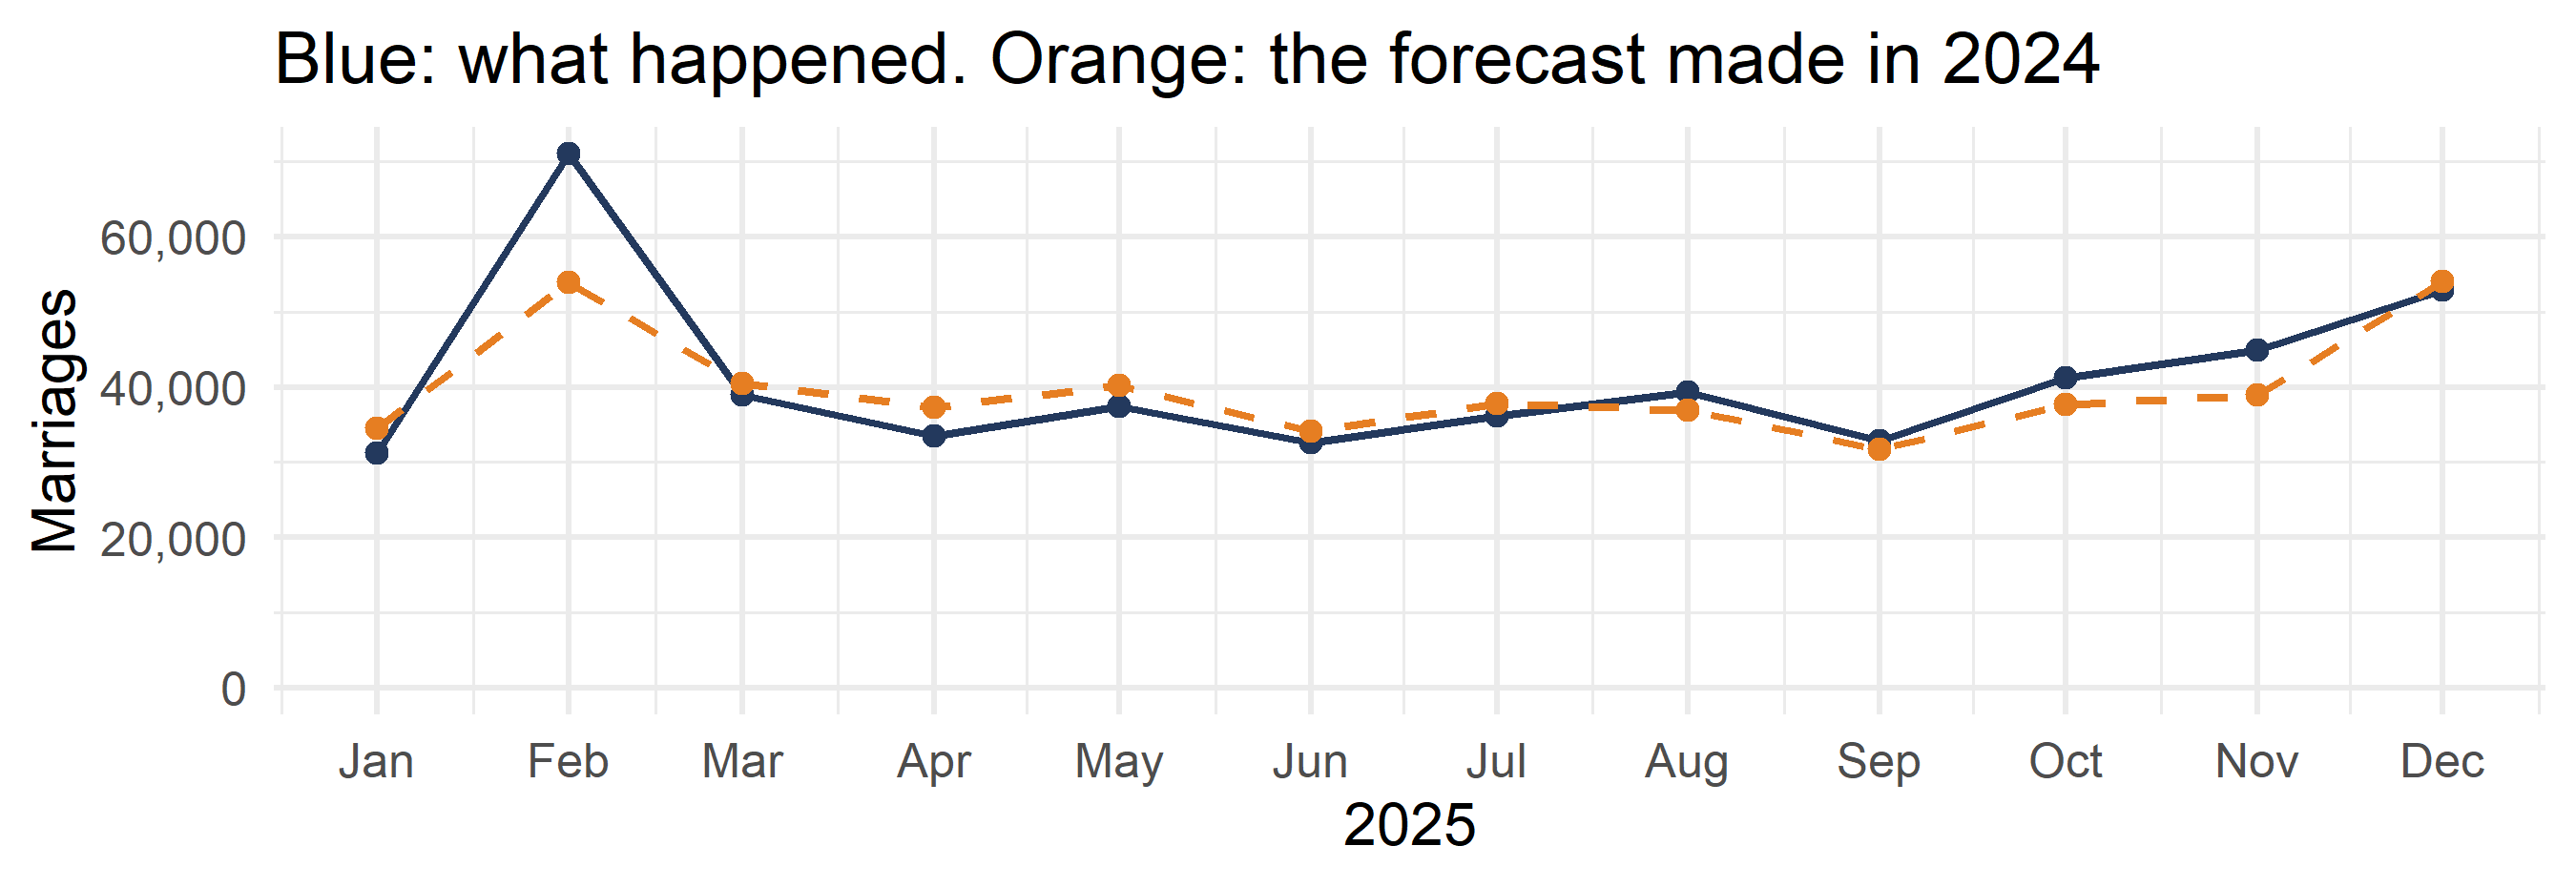 Blue: what happened. Orange: the forecast made in 2024
Marriages
60,000
40,000
20,000
0
Jan Feb Mar Apr May Jun Jul Aug Sep Oct Nov Dec
2025